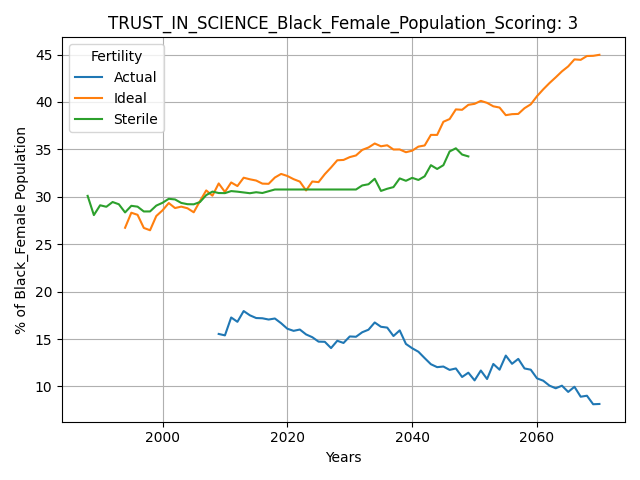 TRUST_IN_SCIENCE_Black_Female_Population_Scoring: 3
Fertility
Actual
Ideal
Sterile
% of Black_Female Population
45
40
35
30
25
20
15
10
2000 2020 2040 2060
Years